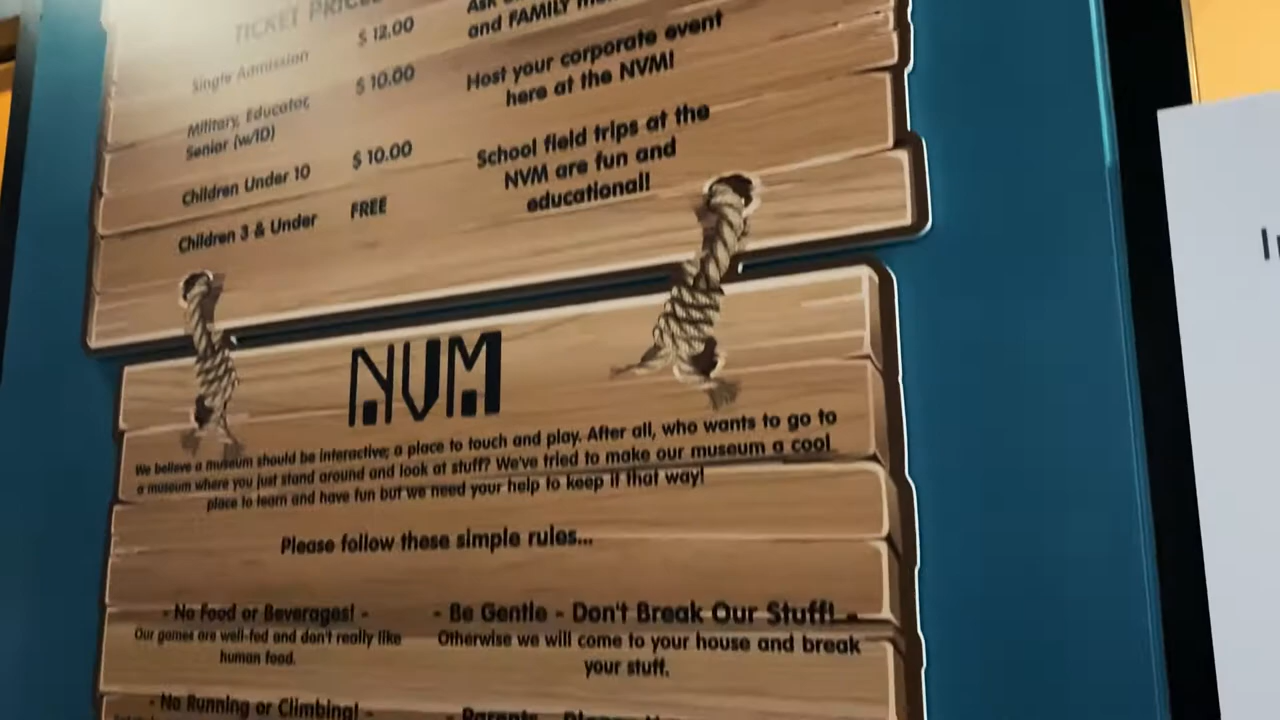 TICKET PRICES
Single Admission $ 12.00
Military, Educator,
Senior (w/ID) $ 10.00
Children Under 10 $ 10.00
Children 3 & Under FREE
and FAMILY
Host your corporate event
here at the NVM!
School field trips at the
NVM are fun and
educational!
NVM
We believe a museum should be interactive; a place to touch and play. After all, who wants to go to
a museum where you just stand around and look at stuff? We've tried to make our museum a cool
place to learn and have fun but we need your help to keep it that way!
Please follow these simple rules...
- No Food or Beverages! -
Our games are well-fed and don't really like
human food.
- Be Gentle - Don't Break Our Stuff! -
Otherwise we will come to your house and break
your stuff.
- No Running or Climbing! -
- Parents -